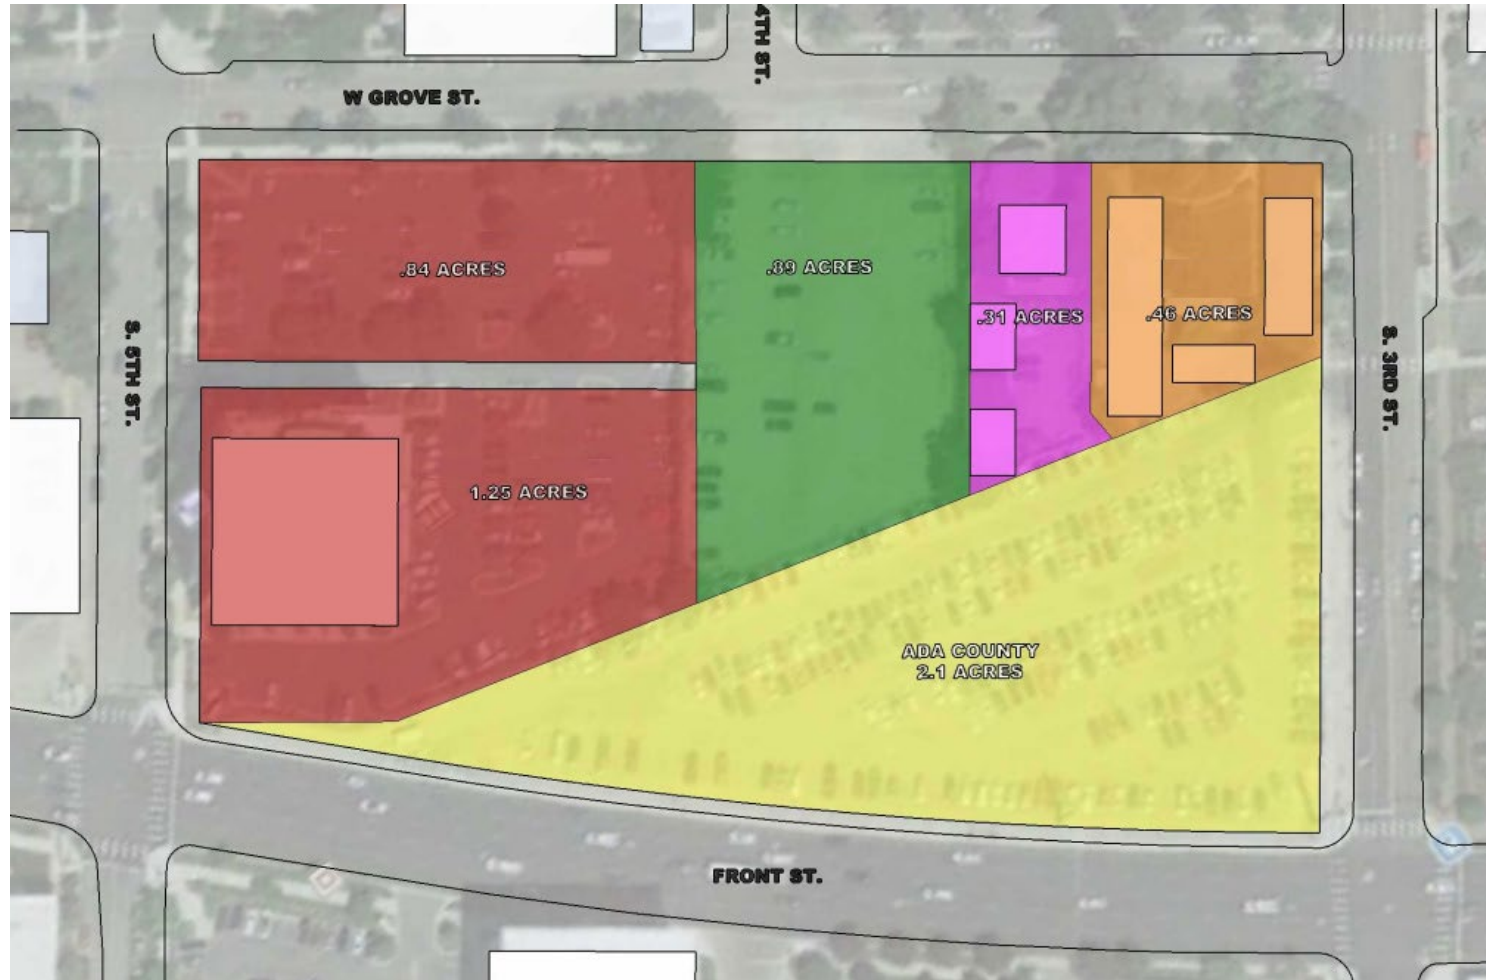 4TH ST.
W GROVE ST.
.84 ACRES
.89 ACRES
.31 ACRES
.46 ACRES
S. 5TH ST.
S. 3RD ST.
1.25 ACRES
ADA COUNTY
2.1 ACRES
FRONT ST.